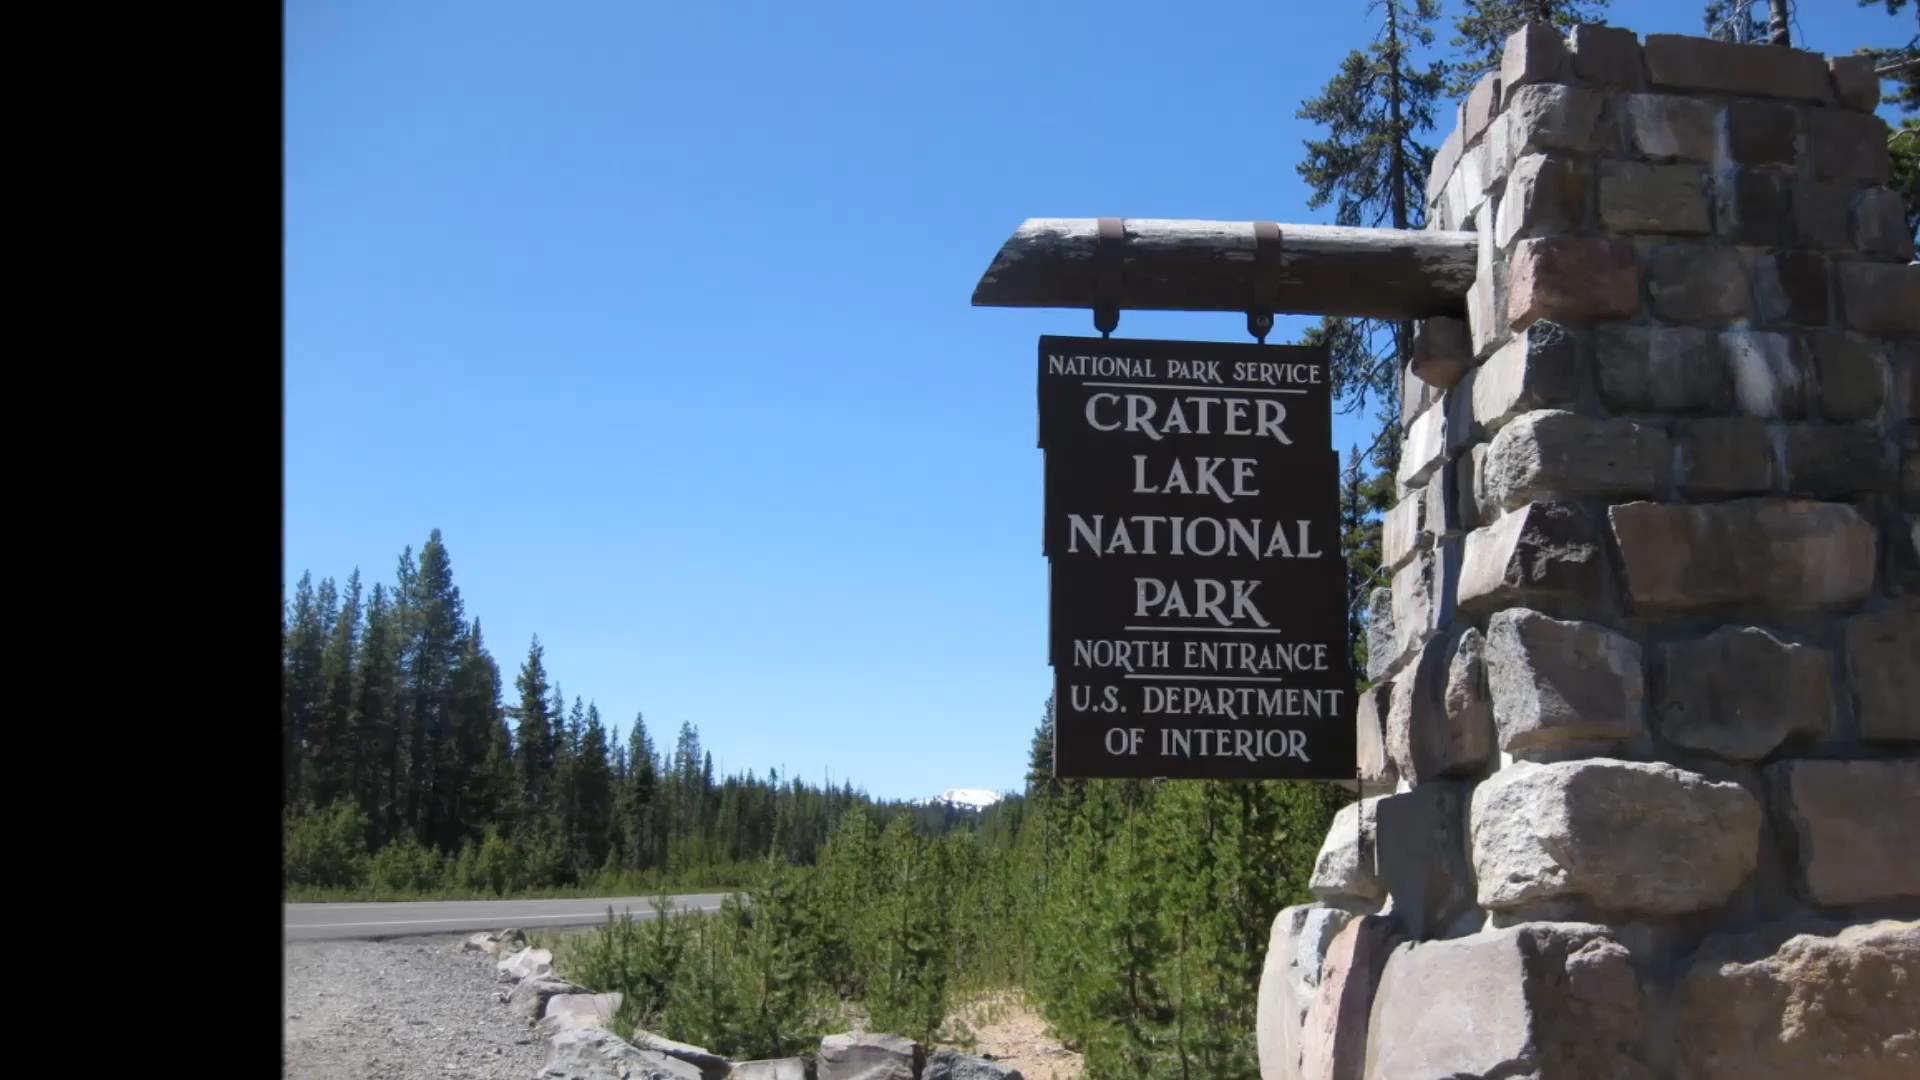 NATIONAL PARK SERVICE
CRATER
LAKE
NATIONAL
PARK
NORTH ENTRANCE
U.S. DEPARTMENT
OF INTERIOR